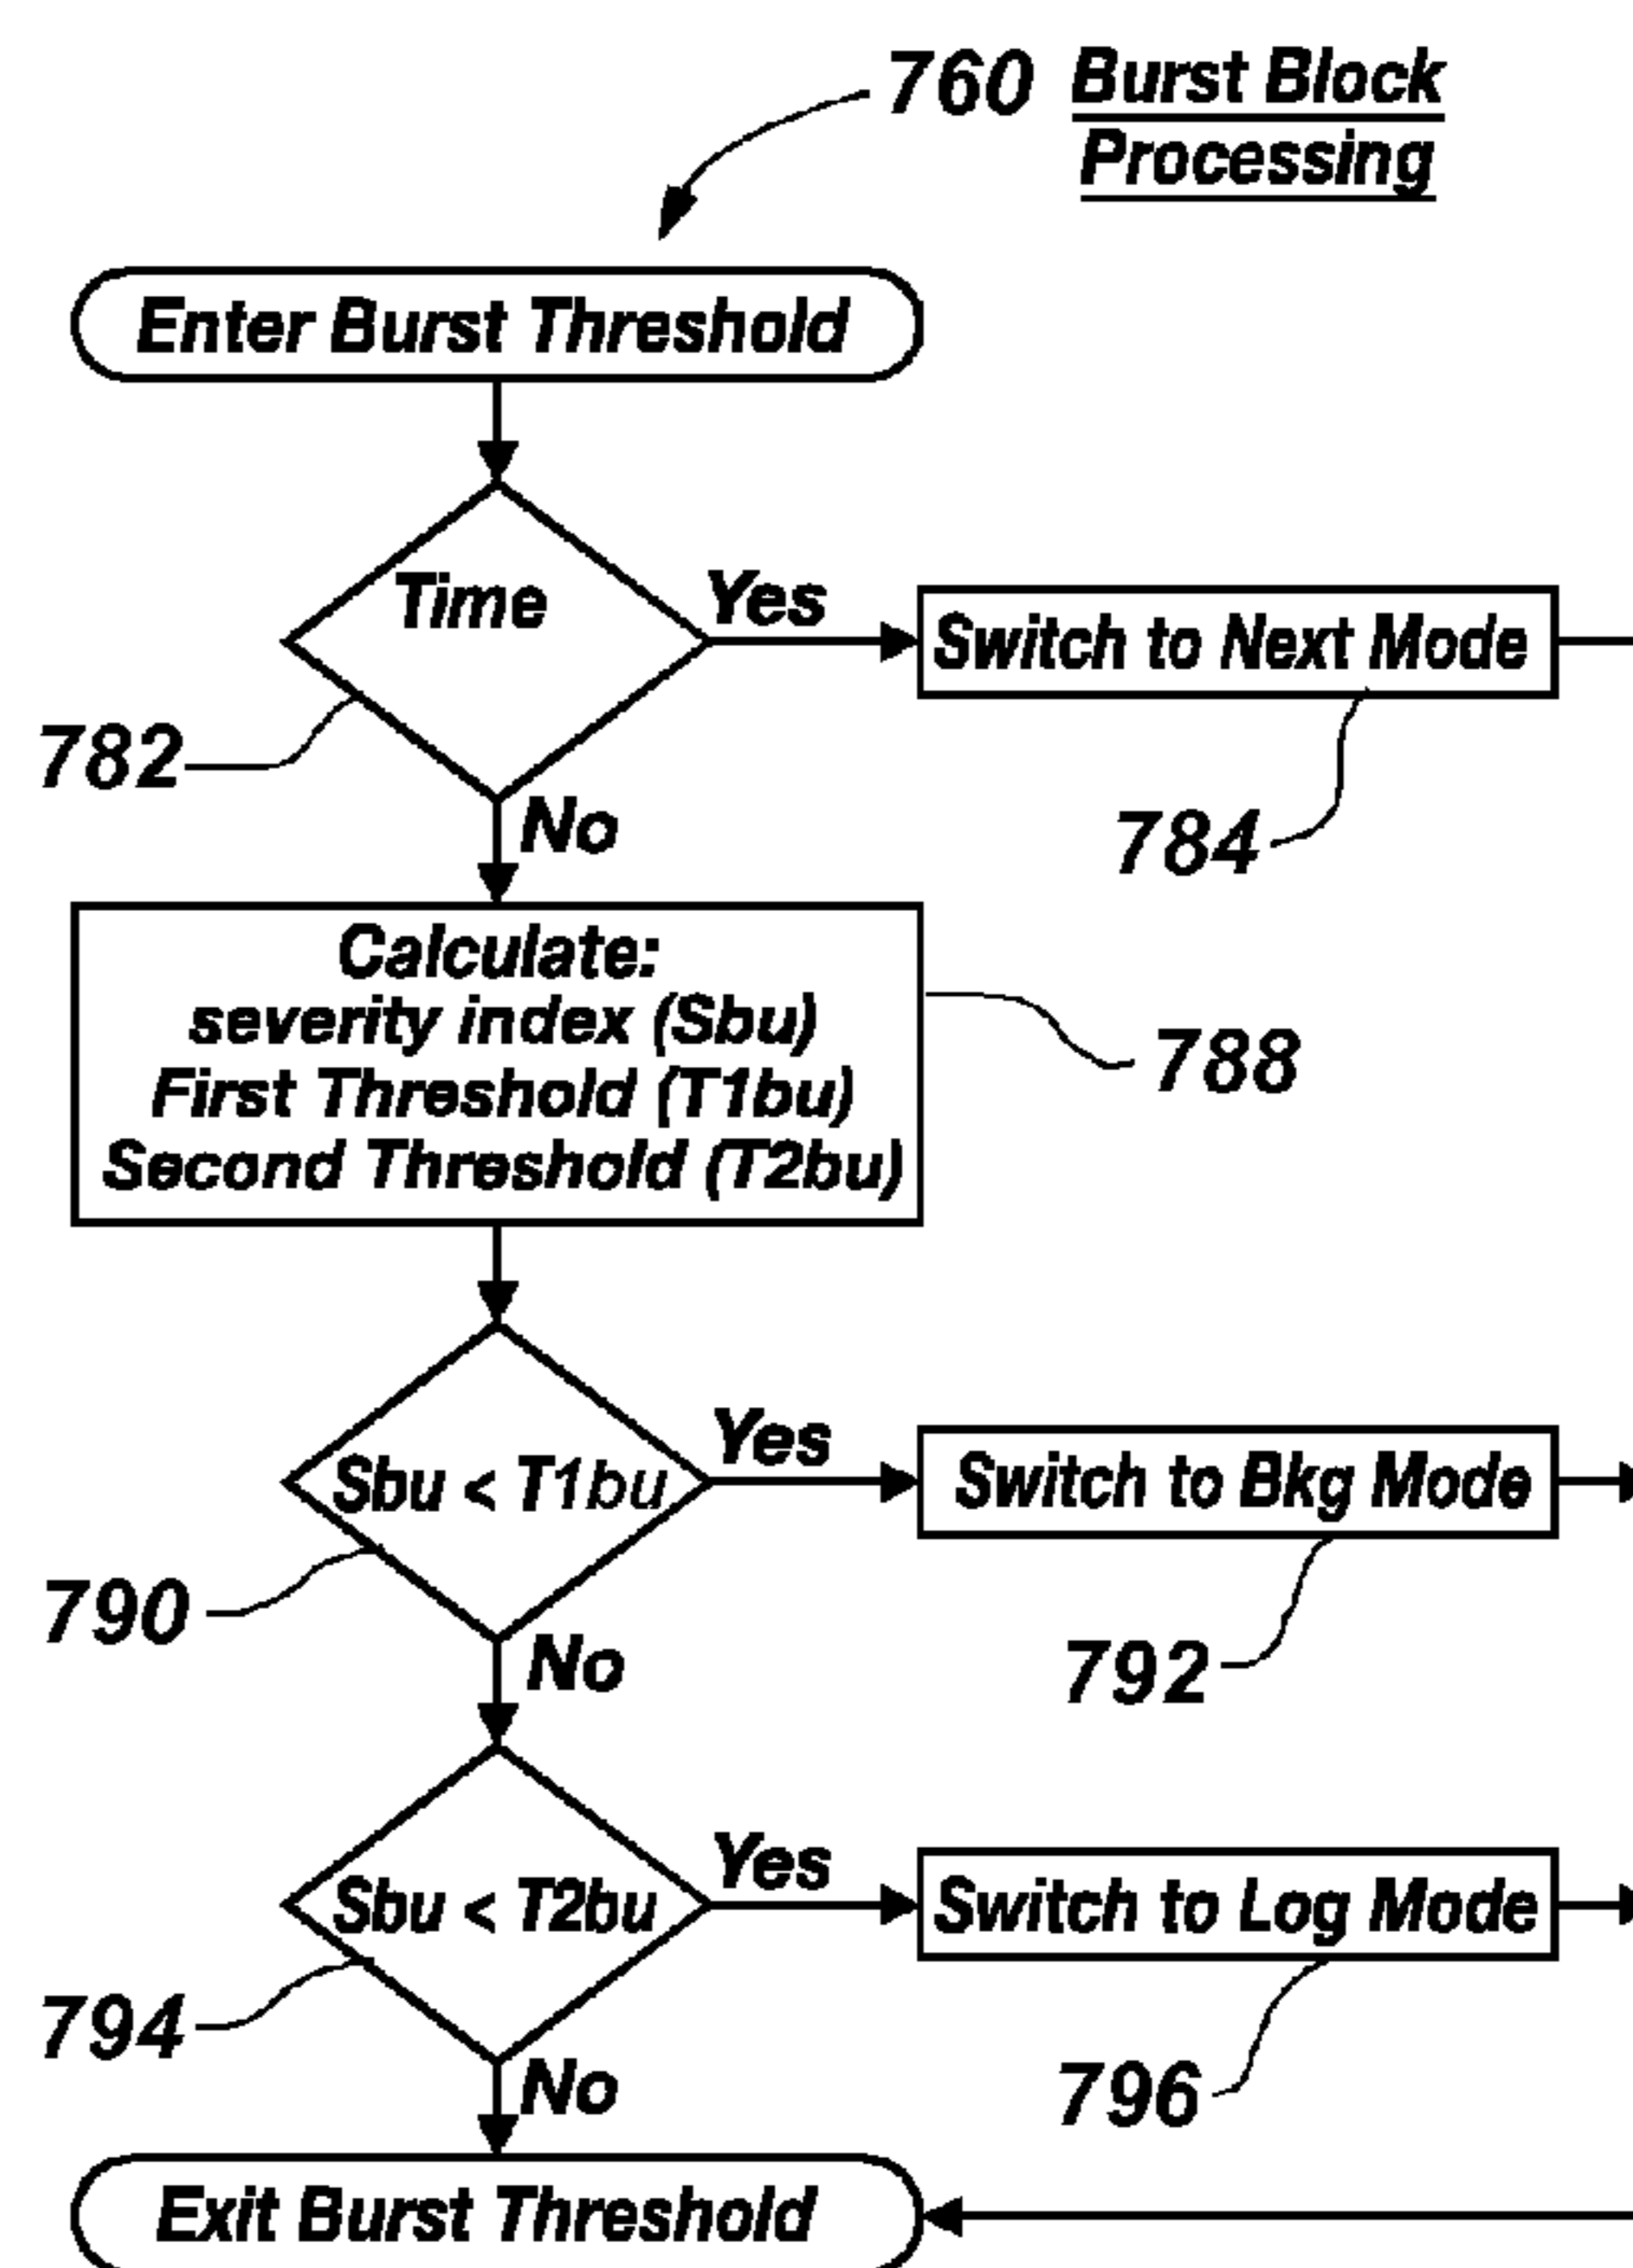 760 Burst Block
Processing
Enter Burst Threshold
Time
Yes
Switch to Next Mode
782
784
No
Calculate:
severity index (Sbu)
First Threshold (T1bu)
Second Threshold (T2bu)
788
Sbu < T1bu
Yes
Switch to Bkg Mode
790
792
No
Sbu < T2bu
Yes
Switch to Log Mode
794
796
No
Exit Burst Threshold